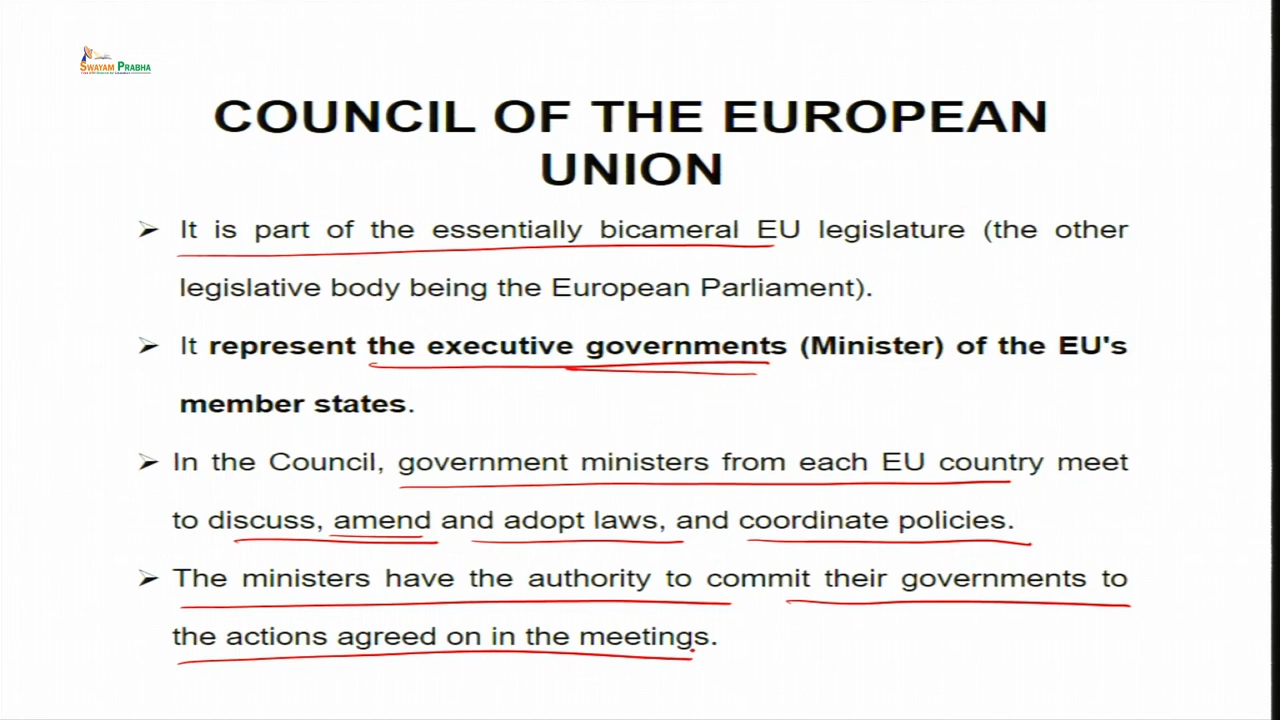 SWAYAM PRABHA
COUNCIL OF THE EUROPEAN
UNION
➢ It is part of the essentially bicameral EU legislature (the other
legislative body being the European Parliament).
➢ It represent the executive governments (Minister) of the EU's
member states.
➢ In the Council, government ministers from each EU country meet
to discuss, amend and adopt laws, and coordinate policies.
➢ The ministers have the authority to commit their governments to
the actions agreed on in the meetings.